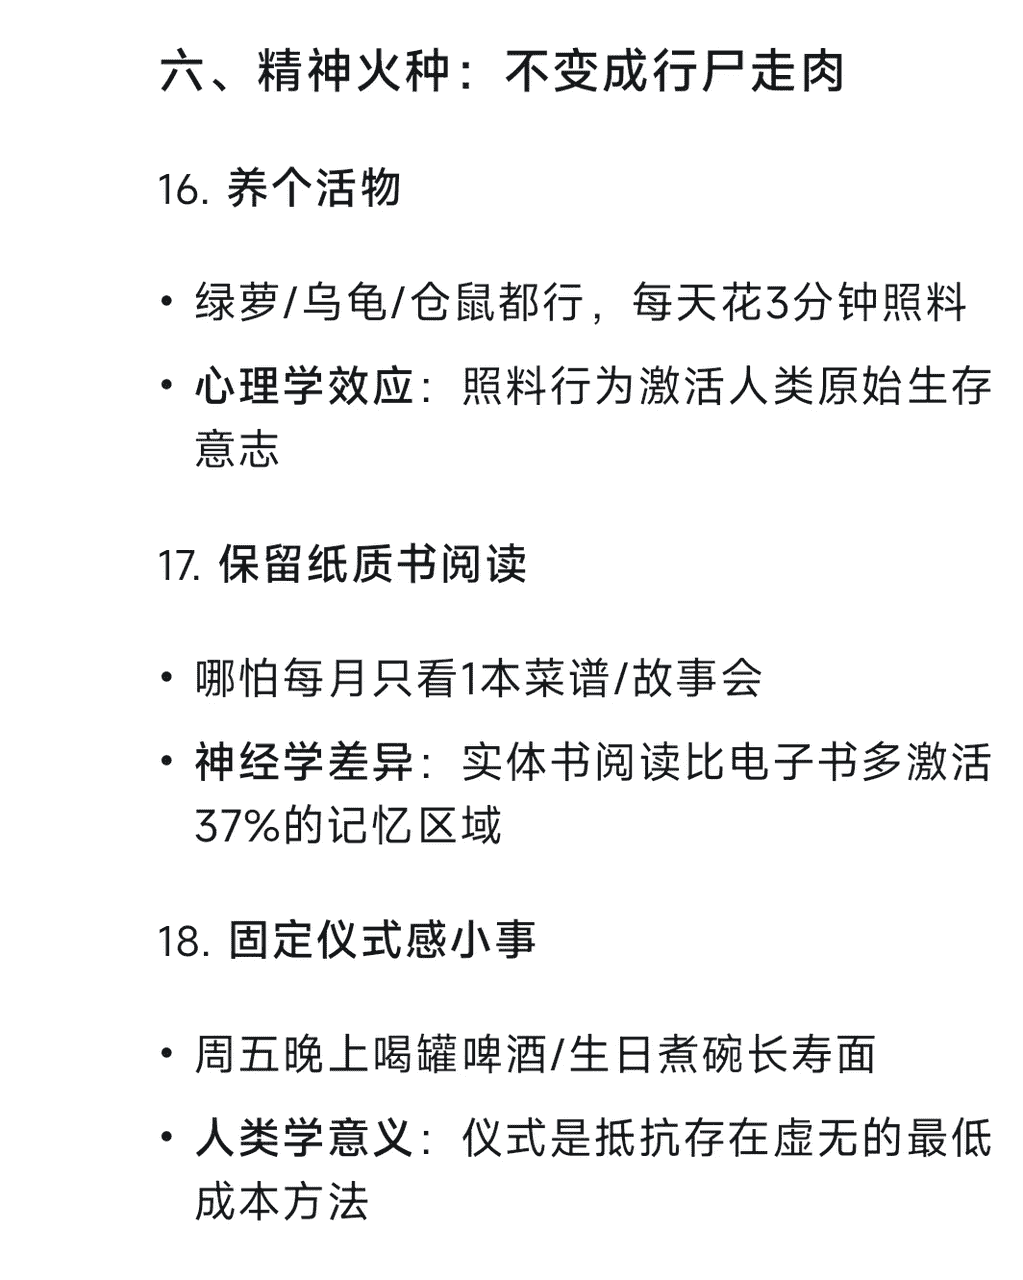 六、精神火种：不变成行尸走肉
16. 养个活物
• 绿萝/乌龟/仓鼠都行，每天花3分钟照料
• 心理学效应：照料行为激活人类原始生存
意志
17. 保留纸质书阅读
• 哪怕每月只看1本菜谱/故事会
• 神经学差异：实体书阅读比电子书多激活
37%的记忆区域
18. 固定仪式感小事
• 周五晚上喝罐啤酒/生日煮碗长寿面
• 人类学意义：仪式是抵抗存在虚无的最低
成本方法